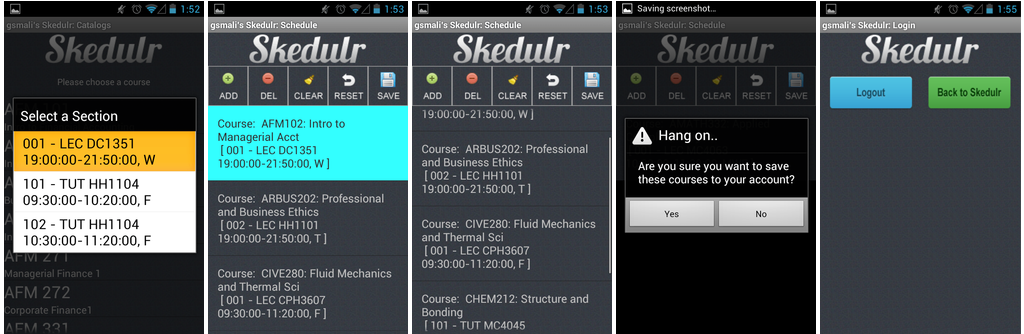 1:52
gsmali's Skedulr: Catalogs
Skedulr
Please choose a course
Select a Section
001 - LEC DC1351
19:00:00-21:50:00, W
101 - TUT HH1104
09:30:00-10:20:00, F
102 - TUT HH1104
10:30:00-11:20:00, F
AFM 271
Managerial Finance 1
AFM 272
Corporate Finance1
AFM 331
1:53
gsmali's Skedulr: Schedule
Skedulr
ADD DEL CLEAR RESET SAVE
Course: AFM102: Intro to
Managerial Acct
[ 001 - LEC DC1351
19:00:00-21:50:00, W ]
Course: ARBUS202: Professional
and Business Ethics
[ 002 - LEC HH1101
19:00:00-21:50:00, T ]
Course: CIVE280: Fluid Mechanics
and Thermal Sci
[ 001 - LEC CPH3607
09:30:00-11:20:00, F ]
1:53
gsmali's Skedulr: Schedule
Skedulr
ADD DEL CLEAR RESET SAVE
19:00:00-21:50:00, W ]
Course: ARBUS202: Professional
and Business Ethics
[ 002 - LEC HH1101
19:00:00-21:50:00, T ]
Course: CIVE280: Fluid Mechanics
and Thermal Sci
[ 001 - LEC CPH3607
09:30:00-11:20:00, F ]
Course: CHEM212: Structure and
Bonding
[ 101 - TUT MC4045
Saving screenshot...
gsmali's Skedulr: Schedule
Skedulr
ADD DEL CLEAR RESET SAVE
Hang on..
Are you sure you want to save
these courses to your account?
Yes No
1:55
gsmali's Skedulr: Login
Skedulr
Logout Back to Skedulr